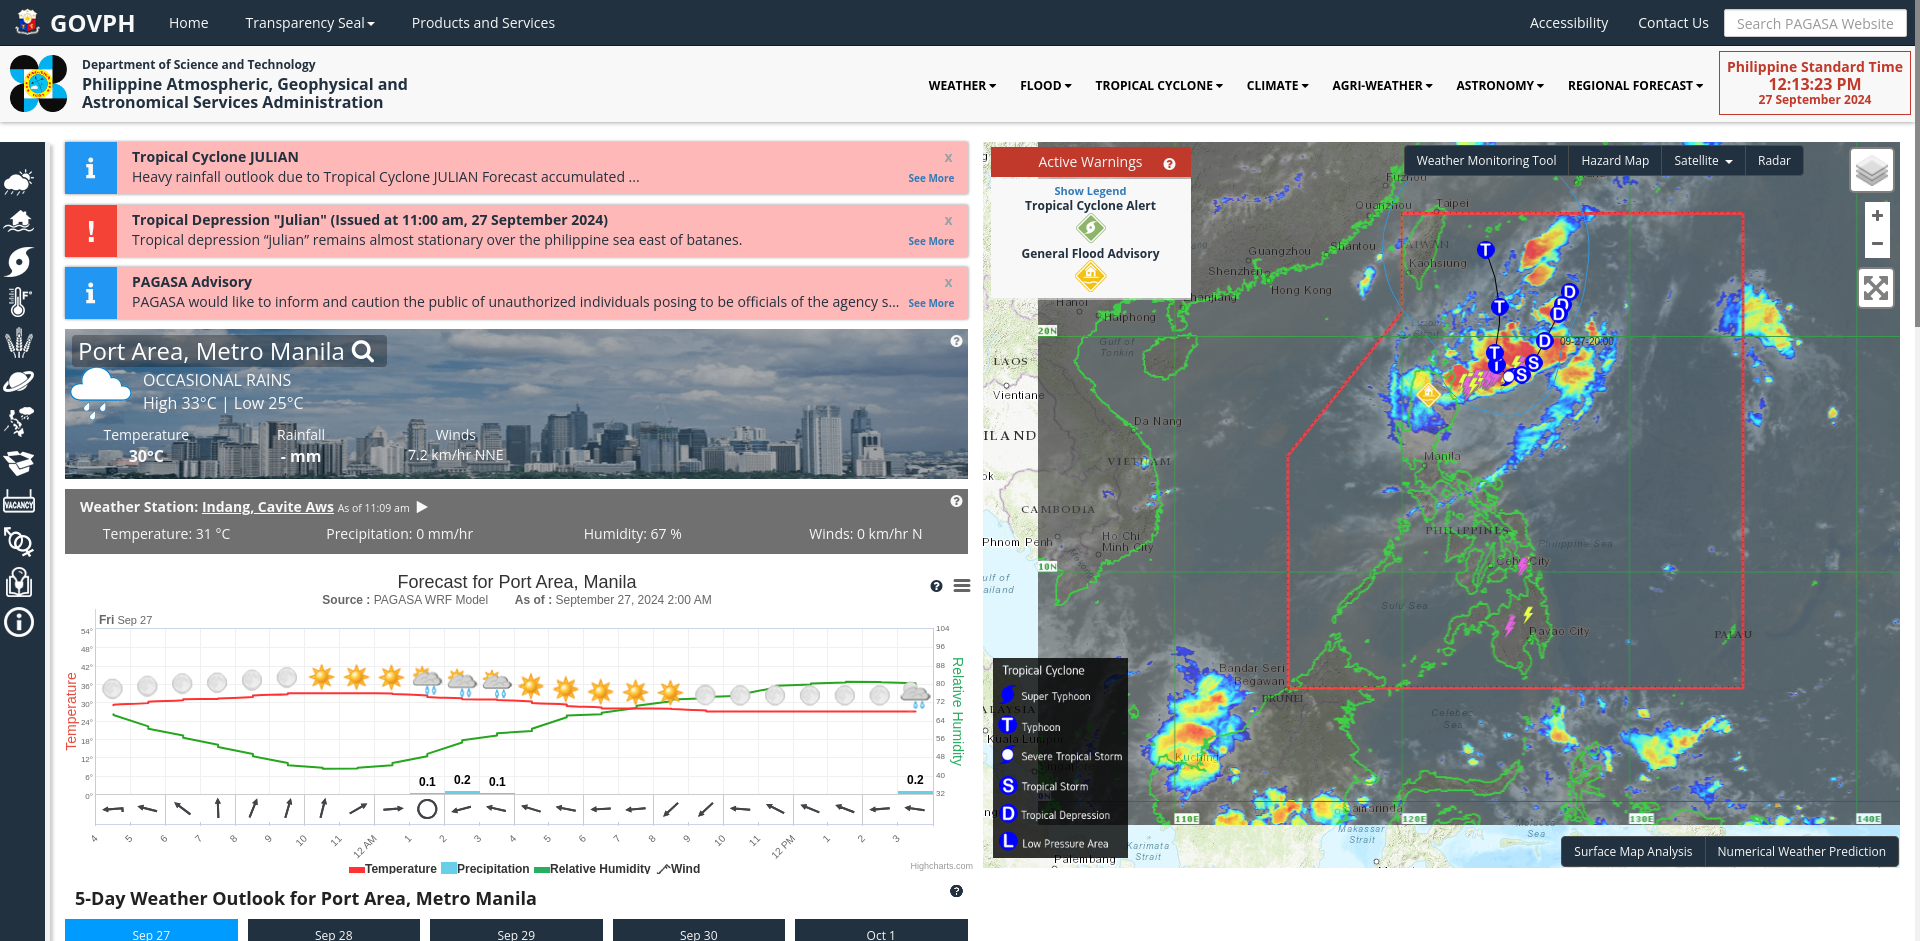 GOVPH
Home
Transparency Seal
Products and Services
Accessibility
Contact Us
Search PAGASA Website
Department of Science and Technology
Philippine Atmospheric, Geophysical and
Astronomical Services Administration
WEATHER
FLOOD
TROPICAL CYCLONE
CLIMATE
AGRI-WEATHER
ASTRONOMY
REGIONAL FORECAST
Philippine Standard Time
12:13:23 PM
27 September 2024
Tropical Cyclone JULIAN
x
Heavy rainfall outlook due to Tropical Cyclone JULIAN Forecast accumulated ...
See More
Tropical Depression "Julian" (Issued at 11:00 am, 27 September 2024)
x
Tropical depression “julian” remains almost stationary over the philippine sea east of batanes.
See More
PAGASA Advisory
x
PAGASA would like to inform and caution the public of unauthorized individuals posing to be officials of the agency s...
See More
Port Area, Metro Manila
OCCASIONAL RAINS
High 33°C | Low 25°C
Temperature
30°C
Rainfall
- mm
Winds
7.2 km/hr NNE
Weather Station: Indang, Cavite Aws As of 11:09 am
Temperature: 31 °C
Precipitation: 0 mm/hr
Humidity: 67 %
Winds: 0 km/hr N
Forecast for Port Area, Manila
Source : PAGASA WRF Model As of : September 27, 2024 2:00 AM
Fri Sep 27
Temperature
54°
48°
42°
36°
30°
24°
18°
12°
6°
0°
104
96
88
80
72
64
56
48
40
32
Relative Humidity
0.1
0.2
0.1
0.2
4
5
6
7
8
9
10
11
12 AM
1
2
3
4
5
6
7
8
9
10
11
12 PM
1
2
3
Temperature
Precipitation
Relative Humidity
Wind
Highcharts.com
5-Day Weather Outlook for Port Area, Metro Manila
Sep 27
Sep 28
Sep 29
Sep 30
Oct 1
VACANCY
Active Warnings
Show Legend
Tropical Cyclone Alert
General Flood Advisory
Weather Monitoring Tool
Hazard Map
Satellite
Radar
+
−
Fuzhou
Quanzhou
Taipei
TAIWAN
Guangzhou
Shantou
Kaohsiung
Shenzhen
Hong Kong
Zhanjiang
Hanoi
Haiphong
20N
Gulf of
Tonkin
LAOS
Vientiane
Da Nang
VIETNAM
CAMBODIA
Phnom Penh
Ho Chi
Minh City
10N
09-27-20:00
Manila
PHILIPPINES
Philippine Sea
Cebu City
Sulu Sea
Davao City
PALAU
Bandar Seri
Begawan
BRUNEI
Celebes
Sea
Kuching
Samarinda
Makassar
Strait
Karimata
Strait
Palembang
110E
120E
130E
140E
Tropical Cyclone
Super Typhoon
T
Typhoon
Severe Tropical Storm
S
Tropical Storm
D
Tropical Depression
L
Low Pressure Area
Surface Map Analysis
Numerical Weather Prediction